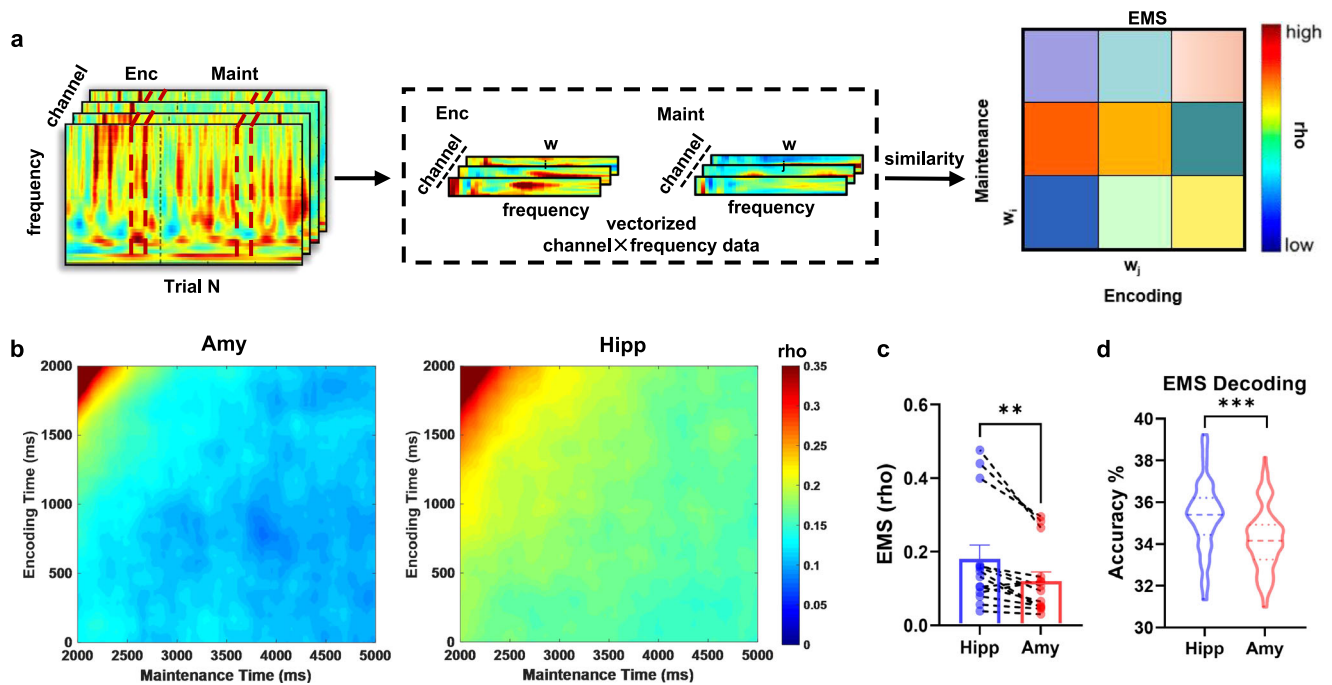 a
channel
Enc
Maint
frequency
Trial N
Enc
Maint
channel
w
i
frequency
channel
w
j
frequency
vectorized
channel×frequency data
similarity
EMS
Maintenance
wᵢ
wⱼ
Encoding
high
rho
low
b
Amy
Encoding Time (ms)
2000
1500
1000
500
0
2000 2500 3000 3500 4000 4500 5000
Maintenance Time (ms)
Hipp
Encoding Time (ms)
2000
1500
1000
500
0
2000 2500 3000 3500 4000 4500 5000
Maintenance Time (ms)
rho
0.35
0.3
0.25
0.2
0.15
0.1
0.05
0
c
**
EMS (rho)
0.6
0.4
0.2
0.0
Hipp Amy
d
EMS Decoding
***
Accuracy %
40
38
36
34
32
30
Hipp Amy